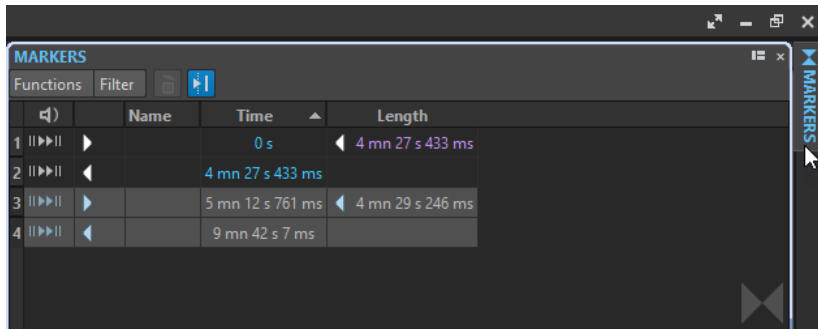 MARKERS
Functions Filter
Name Time Length
1 0 s 4 mn 27 s 433 ms
2 4 mn 27 s 433 ms
3 5 mn 12 s 761 ms 4 mn 29 s 246 ms
4 9 mn 42 s 7 ms
MARKERS